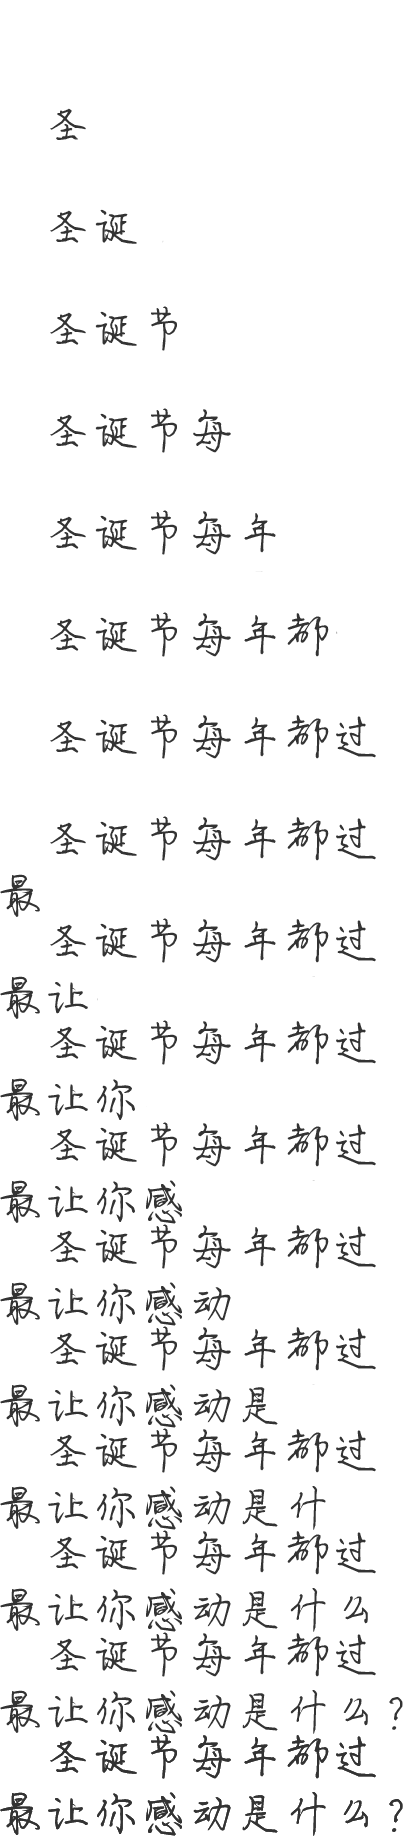 圣
圣诞
圣诞节
圣诞节每
圣诞节每年
圣诞节每年都
圣诞节每年都过
圣诞节每年都过
最
圣诞节每年都过
最让
圣诞节每年都过
最让你
圣诞节每年都过
最让你感
圣诞节每年都过
最让你感动
圣诞节每年都过
最让你感动是
圣诞节每年都过
最让你感动是什
圣诞节每年都过
最让你感动是什么
圣诞节每年都过
最让你感动是什么?
圣诞节每年都过
最让你感动是什么?